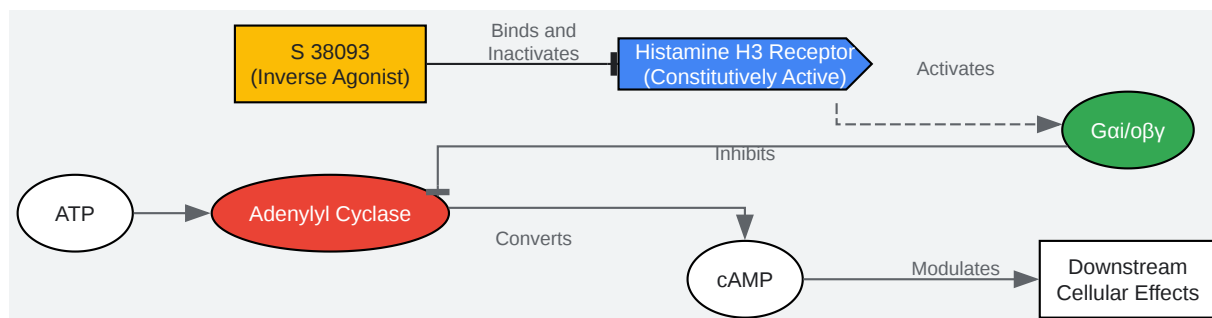 S 38093
(Inverse Agonist)
Binds and
Inactivates
Histamine H3 Receptor
(Constitutively Active)
Activates
Gαi/oβγ
Inhibits
ATP
Adenylyl Cyclase
Converts
cAMP
Modulates
Downstream
Cellular Effects